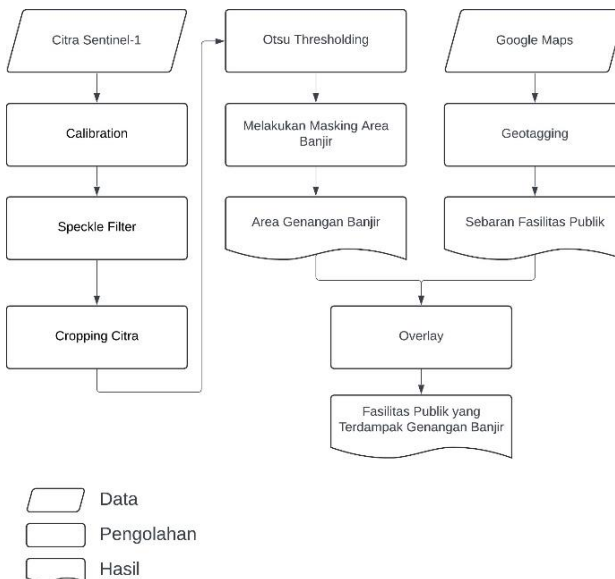 Citra Sentinel-1
Calibration
Speckle Filter
Cropping Citra
Otsu Thresholding
Melakukan Masking Area
Banjir
Area Genangan Banjir
Google Maps
Geotagging
Sebaran Fasilitas Publik
Overlay
Fasilitas Publik yang
Terdampak Genangan Banjir
Data
Pengolahan
Hasil